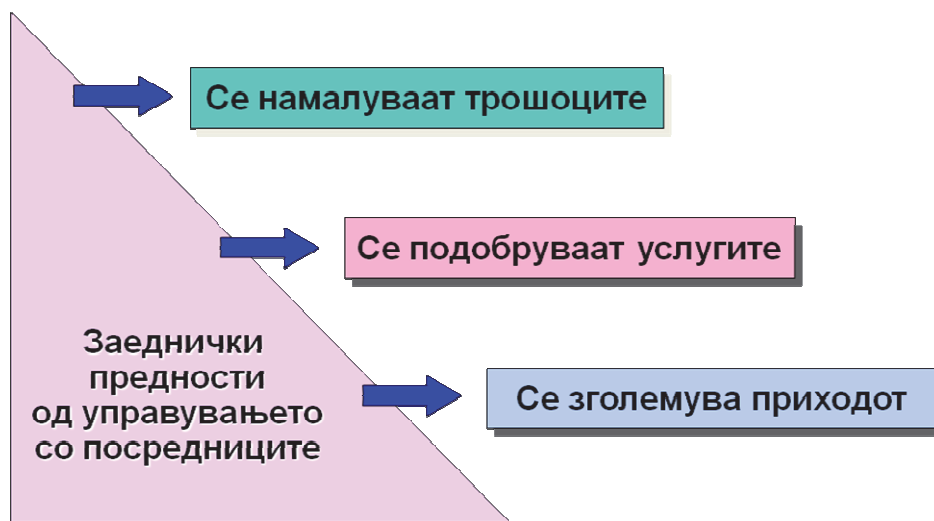 Се намалуваат трошоците
Се подобруваат услугите
Се зголемува приходот
Заеднички
предности
од управувањето
со посредниците